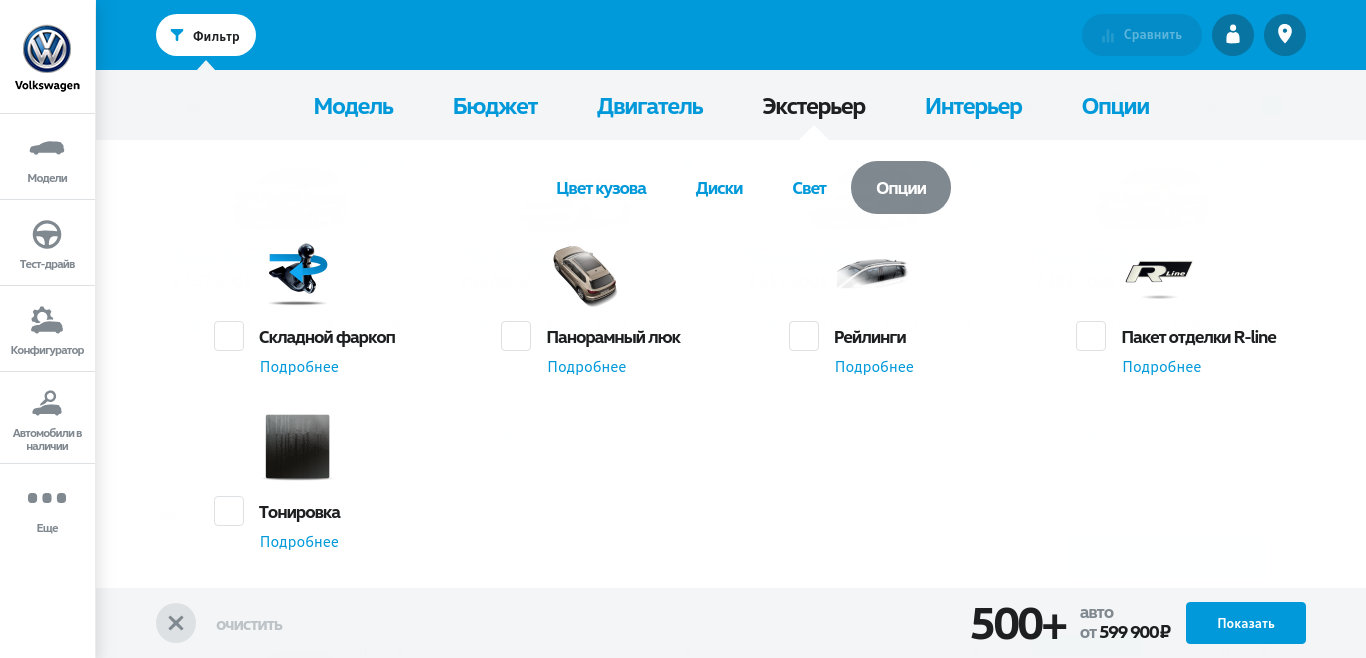 Volkswagen
Фильтр
Сравнить
Модель
Бюджет
Двигатель
Экстерьер
Интерьер
Опции
Модели
Тест-драйв
Конфигуратор
Автомобили в
наличии
Еще
Цвет кузова
Диски
Свет
Опции
R Line
Складной фаркоп
Подробнее
Панорамный люк
Подробнее
Рейлинги
Подробнее
Пакет отделки R-line
Подробнее
Тонировка
Подробнее
очистить
500+
авто
от 599 900₽
Показать